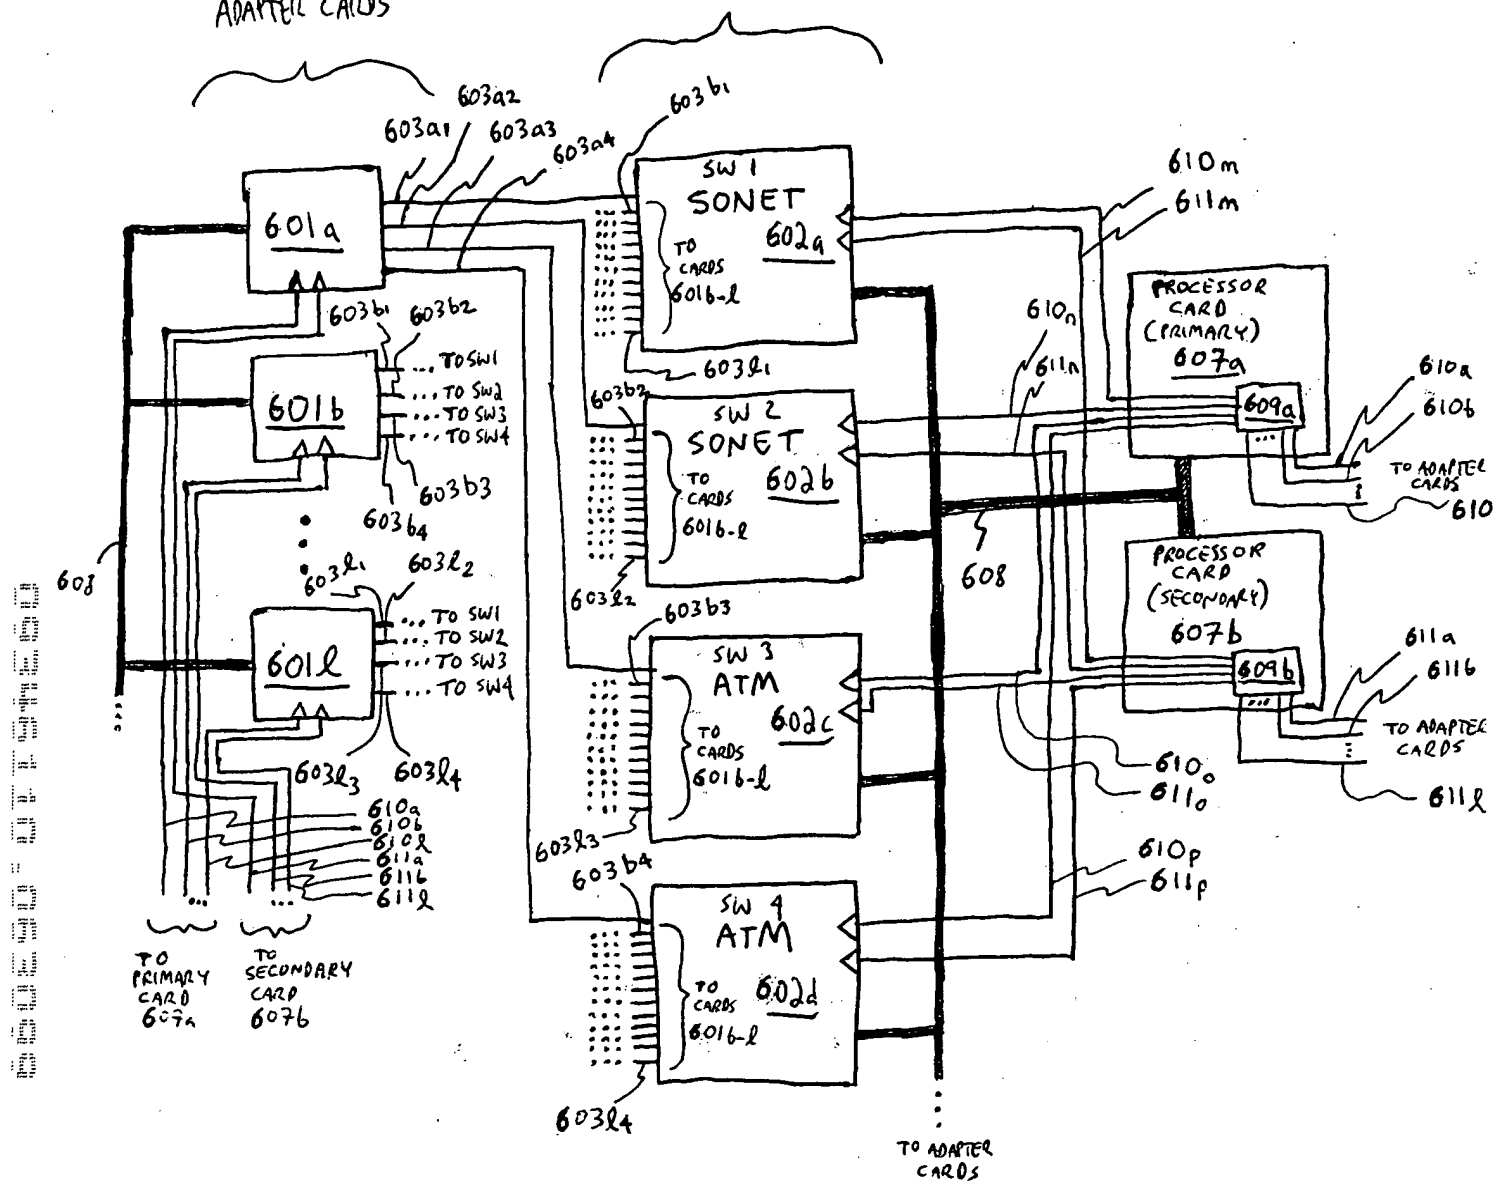 ADAPTER CARDS
603a1
603a2
603a3
603a4
601a
603b1
603b2
601b
... TO SW1
... TO SW2
... TO SW3
... TO SW4
603b3
603b4
608
603l1
603l2
601l
... TO SW1
... TO SW2
... TO SW3
... TO SW4
603l3
603l4
610a
610b
610l
611a
611b
611l
TO
PRIMARY
CARD
607a
TO
SECONDARY
CARD
607b
603b1
SW 1
SONET
602a
TO
CARDS
601b-l
603l1
603b2
SW 2
SONET
602b
TO
CARDS
601b-l
603l2
603b3
SW 3
ATM
602c
TO
CARDS
601b-l
603l3
603b4
SW 4
ATM
602d
TO
CARDS
601b-l
603l4
610m
611m
610n
611n
608
PROCESSOR
CARD
(PRIMARY)
607a
609a
610a
610b
TO ADAPTER
CARDS
610
PROCESSOR
CARD
(SECONDARY)
607b
609b
611a
611b
TO ADAPTER
CARDS
611l
610o
611o
610p
611p
TO ADAPTER
CARDS